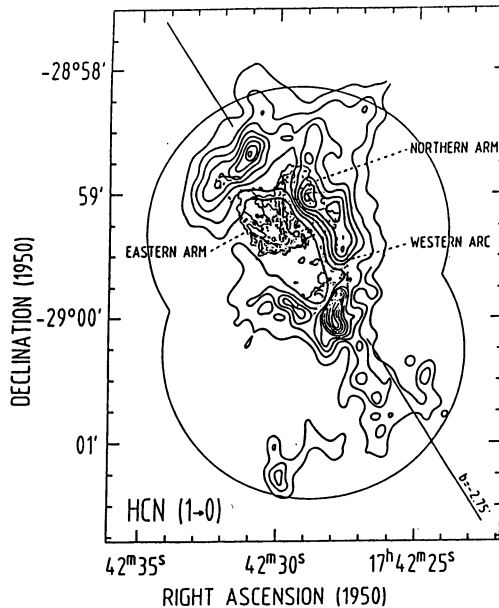 -28°58'
NORTHERN ARM
59'
EASTERN ARM
WESTERN ARC
DECLINATION (1950)
-29°00'
01'
b=-2.75'
HCN (1→0)
42ᵐ35ˢ
42ᵐ30ˢ
17ʰ42ᵐ25ˢ
RIGHT ASCENSION (1950)